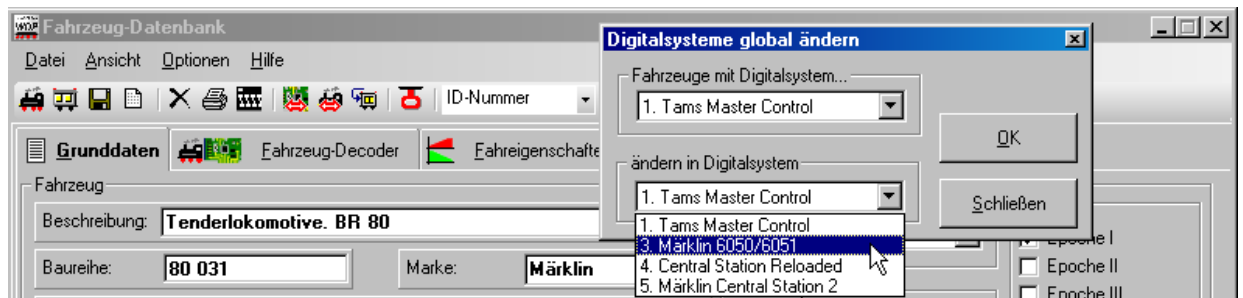 Fahrzeug-Datenbank
Datei Ansicht Optionen Hilfe
ID-Nummer
Grunddaten Fahrzeug-Decoder Fahreigenschafte
Fahrzeug
Beschreibung: Tenderlokomotive. BR 80
Baureihe: 80 031 Marke: Märklin
Digitalsysteme global ändern
Fahrzeuge mit Digitalsystem...
1. Tams Master Control
ändern in Digitalsystem
1. Tams Master Control
1. Tams Master Control
3. Märklin 6050/6051
4. Central Station Reloaded
5. Märklin Central Station 2
OK
Schließen
Epoche I
Epoche II
Epoche III